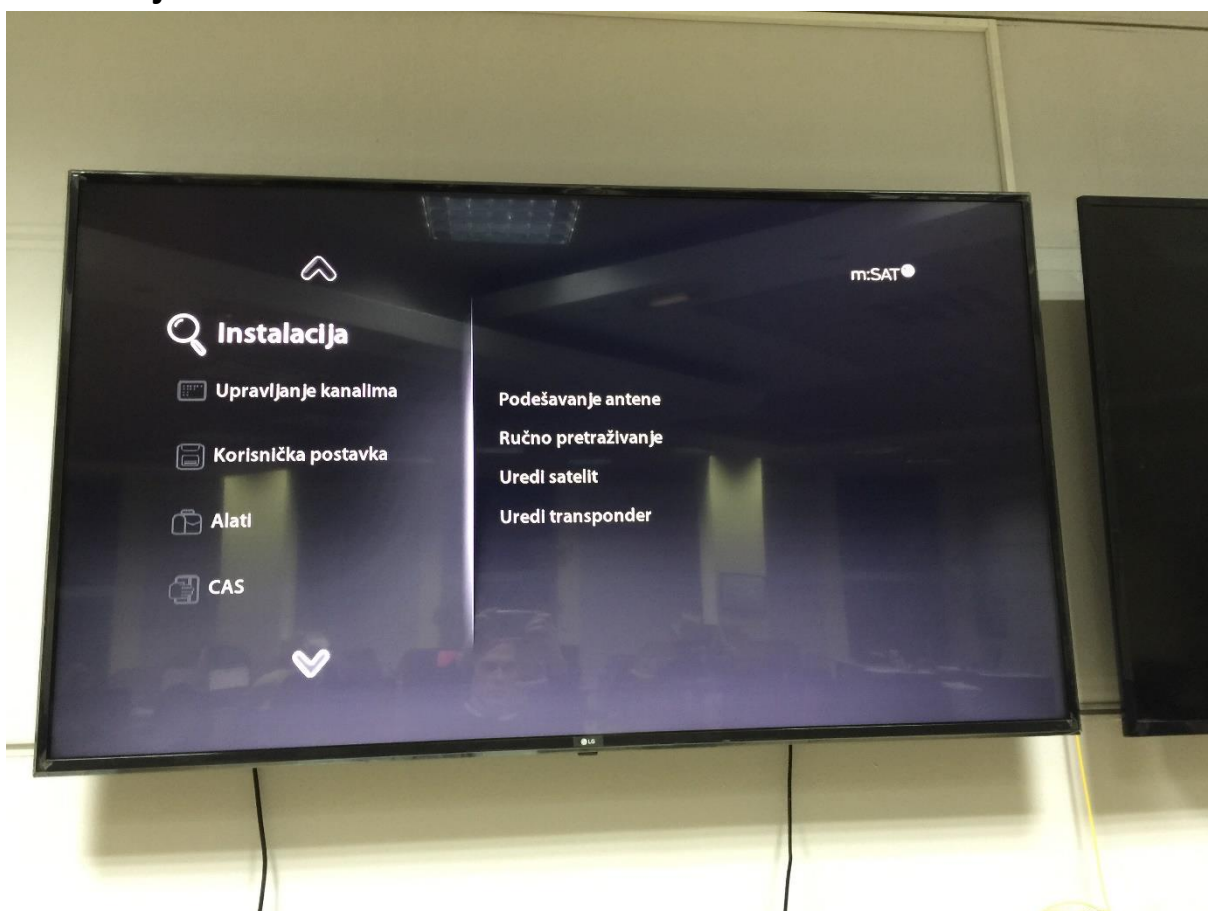 m:SAT
Instalacija
Upravljanje kanalima
Korisnička postavka
Alati
CAS
Podešavanje antene
Ručno pretraživanje
Uredi satelit
Uredi transponder
LG